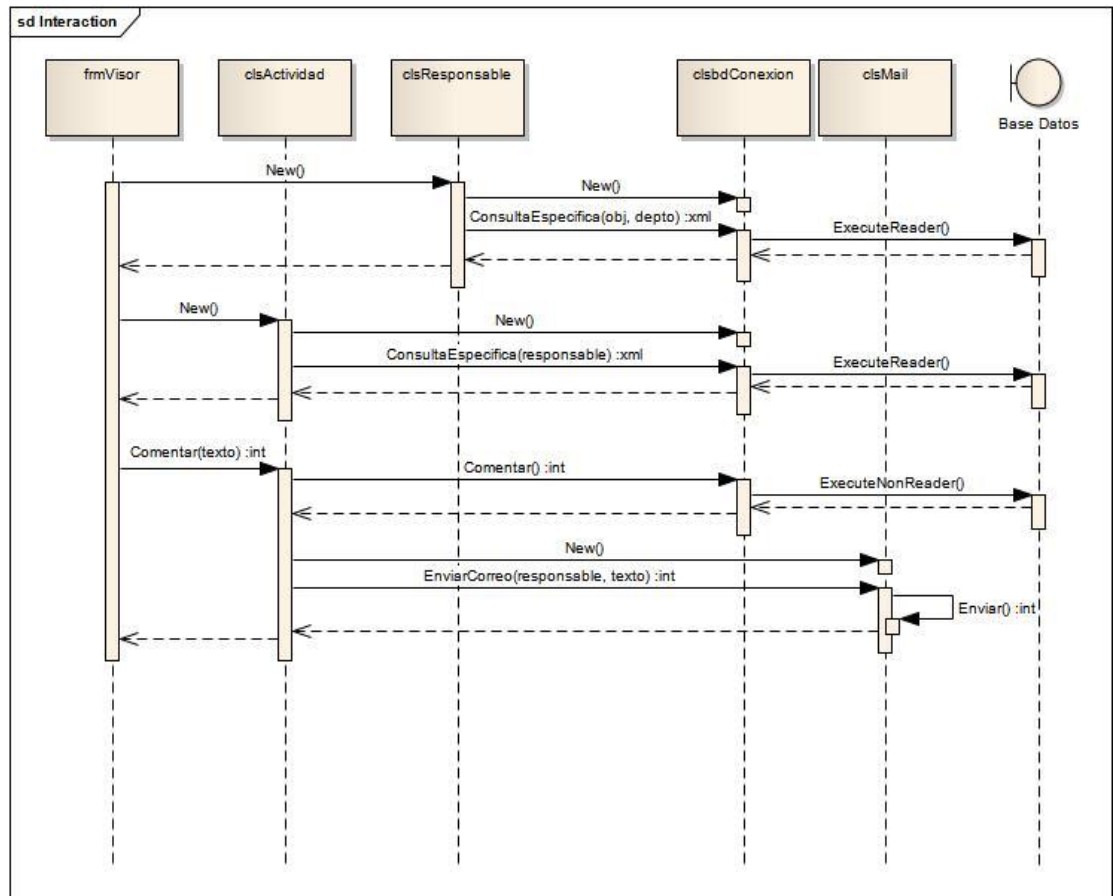 sd Interaction
frmVisor
clsActividad
clsResponsable
clsbdConexion
clsMail
Base Datos
New()
New()
ConsultaEspecifica(obj, depto) :xml
ExecuteReader()
New()
New()
ConsultaEspecifica(responsable) :xml
ExecuteReader()
Comentar(texto) :int
Comentar() :int
ExecuteNonReader()
New()
EnviarCorreo(responsable, texto) :int
Enviar() :int